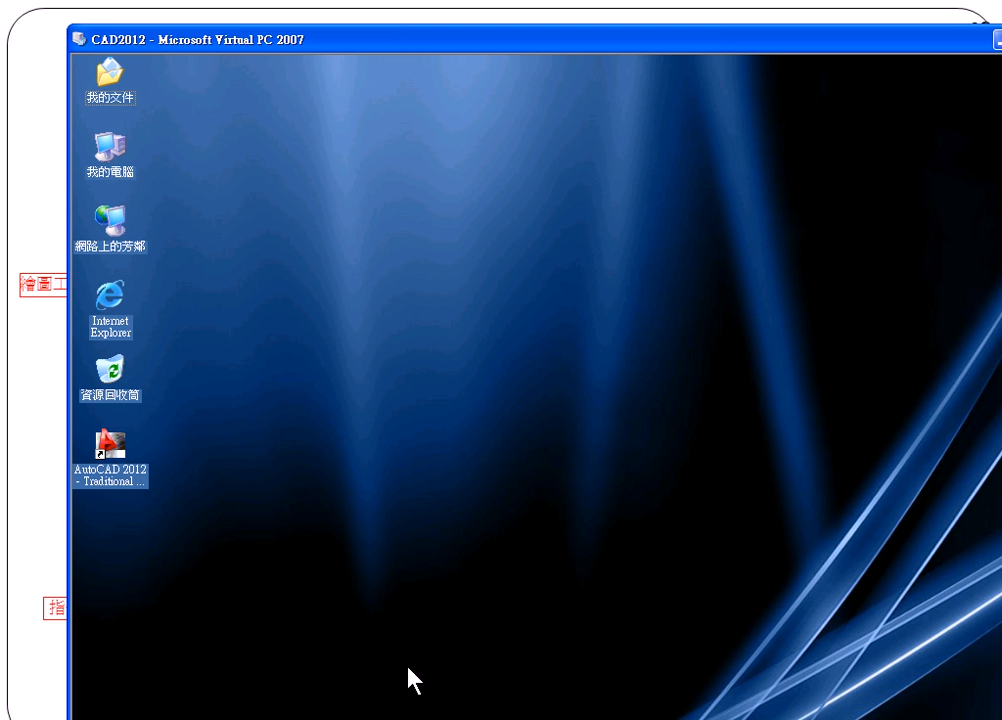 CAD2012 - Microsoft Virtual PC 2007
我的文件
我的電腦
網路上的芳鄰
繪圖工
Internet
Explorer
資源回收筒
AutoCAD 2012
- Traditional ...
指